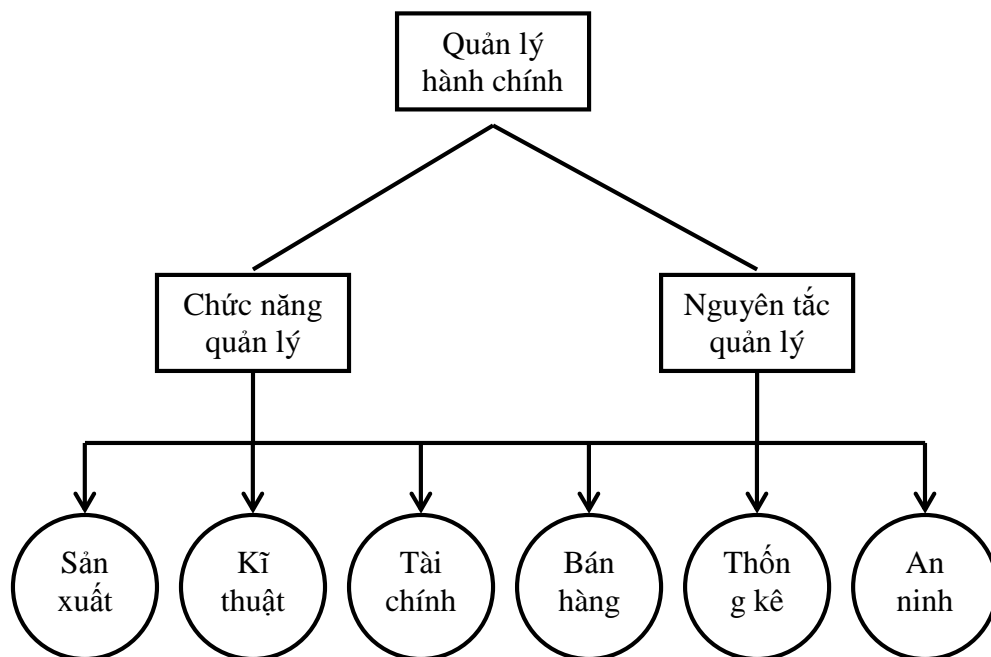 Quản lý
hành chính
Chức năng
quản lý
Nguyên tắc
quản lý
Sản
xuất
Kĩ
thuật
Tài
chính
Bán
hàng
Thốn
g kê
An
ninh